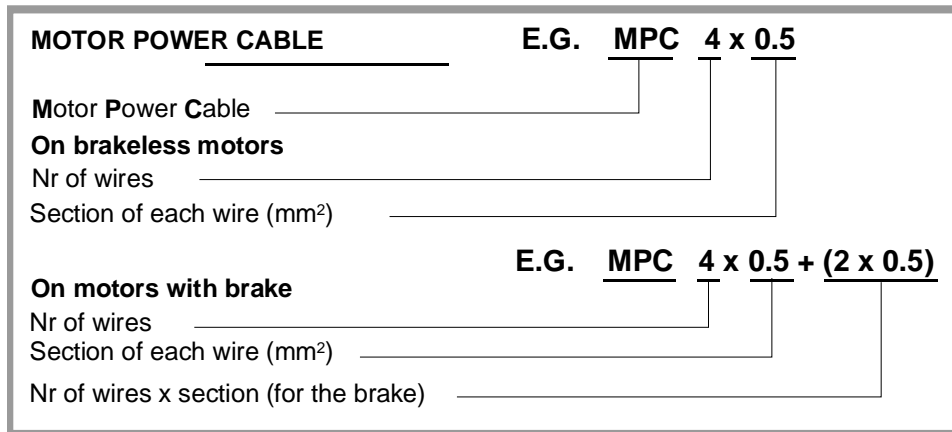 MOTOR POWER CABLE E.G. MPC 4 x 0.5
Motor Power Cable
On brakeless motors
Nr of wires
Section of each wire (mm²)
E.G. MPC 4 x 0.5 + (2 x 0.5)
On motors with brake
Nr of wires
Section of each wire (mm²)
Nr of wires x section (for the brake)